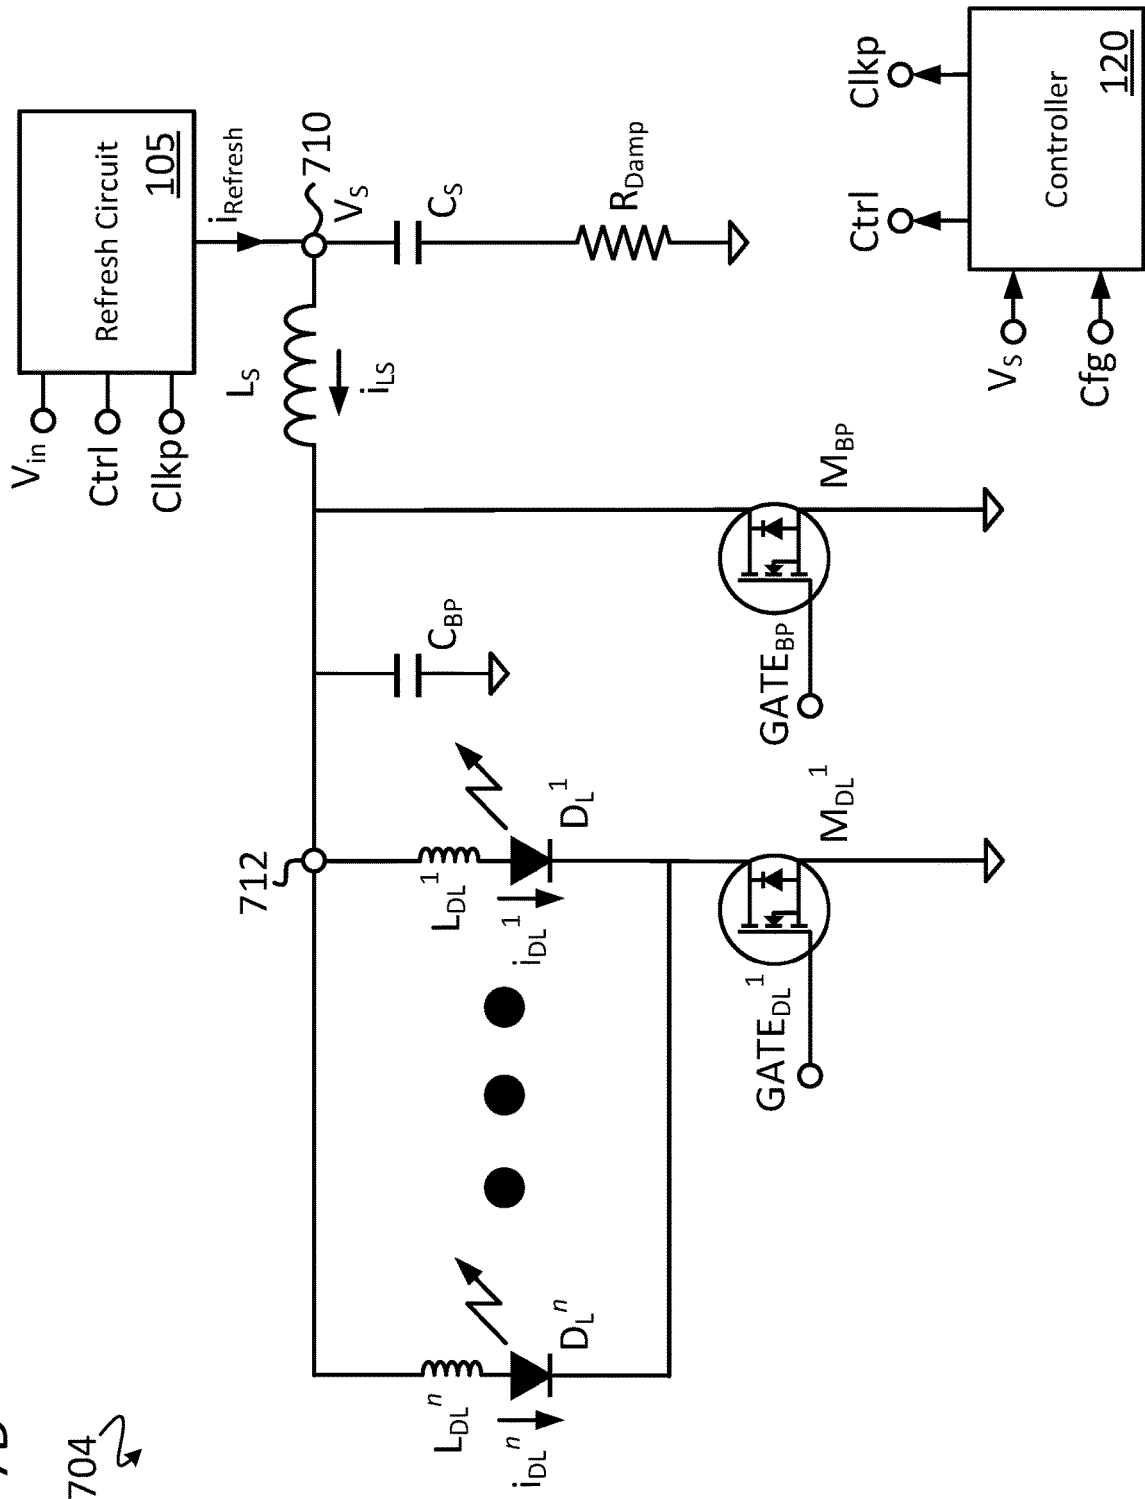 704
V_in
Ctrl
Clkp
Refresh Circuit
105
i_Refresh
710
V_S
C_S
R_Damp
L_S
i_LS
712
C_BP
L_DL^1
i_DL^1
D_L^1
L_DL^n
i_DL^n
D_L^n
GATE_DL^1
M_DL^1
GATE_BP
M_BP
V_S
Cfg
Ctrl
Clkp
Controller
120